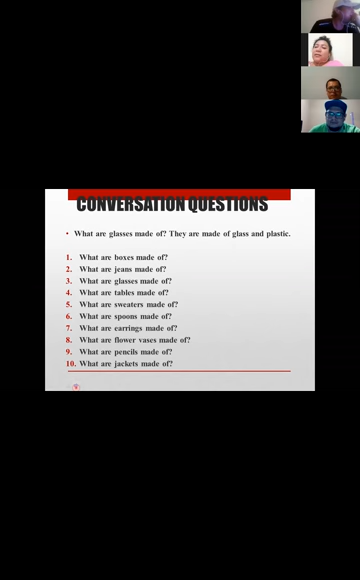 CONVERSATION QUESTIONS
• What are glasses made of? They are made of glass and plastic.
1. What are boxes made of?
2. What are jeans made of?
3. What are glasses made of?
4. What are tables made of?
5. What are sweaters made of?
6. What are spoons made of?
7. What are earrings made of?
8. What are flower vases made of?
9. What are pencils made of?
10. What are jackets made of?